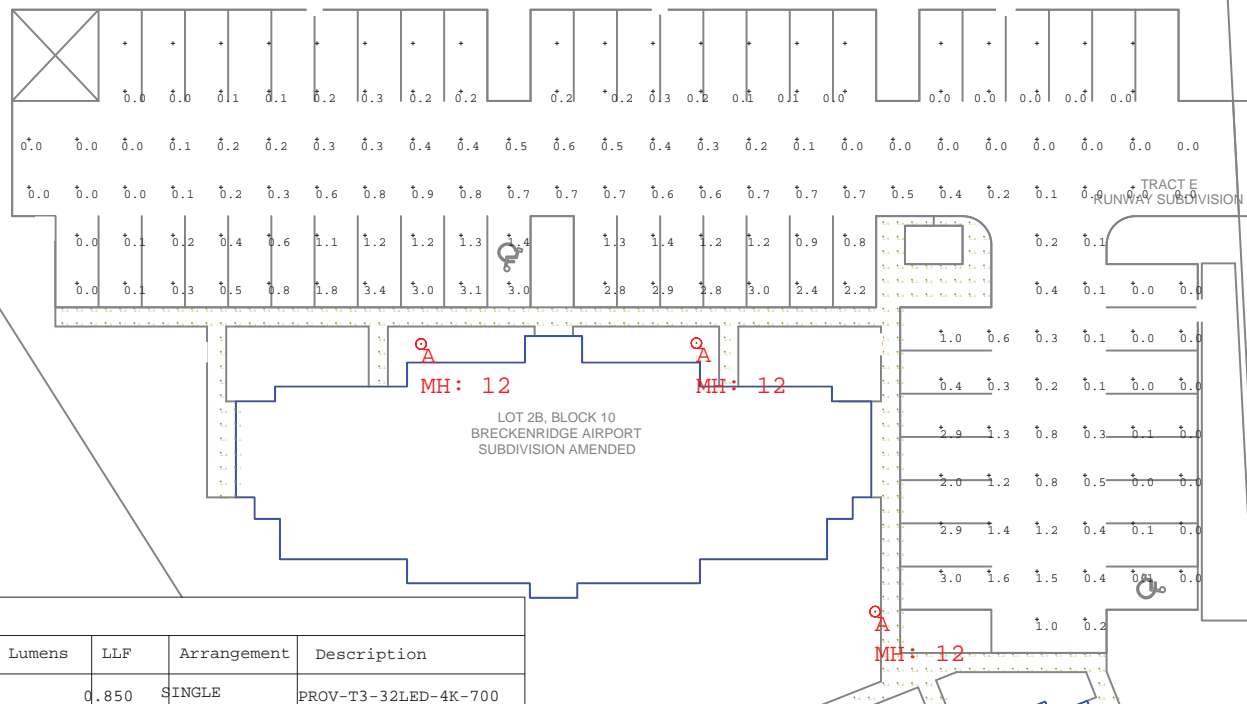 0.0 0.0 0.1 0.1 0.2 0.3 0.2 0.2 0.2 0.2 0.3 0.2 0.1 0.1 0.0 0.0 0.0 0.0 0.0 0.0
0.0 0.0 0.0 0.1 0.2 0.2 0.3 0.3 0.4 0.4 0.5 0.6 0.5 0.4 0.3 0.2 0.1 0.0 0.0 0.0 0.0 0.0 0.0 0.0 0.0
0.0 0.0 0.0 0.1 0.2 0.3 0.6 0.8 0.9 0.8 0.7 0.7 0.7 0.6 0.6 0.7 0.7 0.7 0.5 0.4 0.2 0.1 0.0 0.0 0.0
TRACT E
RUNWAY SUBDIVISION
0.0 0.1 0.2 0.4 0.6 1.1 1.2 1.2 1.3 1.4 1.3 1.4 1.2 1.2 0.9 0.8 0.2 0.1
0.0 0.1 0.3 0.5 0.8 1.8 3.4 3.0 3.1 3.0 2.8 2.9 2.8 3.0 2.4 2.2 0.4 0.1 0.0 0.0
1.0 0.6 0.3 0.1 0.0 0.0
A
MH: 12
A
MH: 12
0.4 0.3 0.2 0.1 0.0 0.0
LOT 2B, BLOCK 10
BRECKENRIDGE AIRPORT
SUBDIVISION AMENDED
2.9 1.3 0.8 0.3 0.1 0.0
2.0 1.2 0.8 0.5 0.0 0.0
2.9 1.4 1.2 0.4 0.1 0.0
3.0 1.6 1.5 0.4 0.1 0.0
1.0 0.2
A
MH: 12
Lumens LLF Arrangement Description
0.850 SINGLE PROV-T3-32LED-4K-700